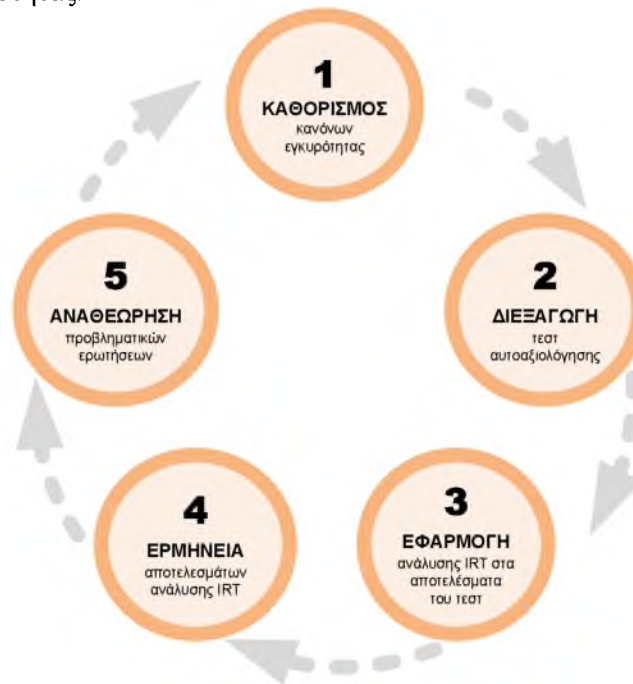 1
ΚΑΘΟΡΙΣΜΟΣ
κανόνων
εγκυρότητας
2
ΔΙΕΞΑΓΩΓΗ
τεστ
αυτοαξιολόγησης
3
ΕΦΑΡΜΟΓΗ
ανάλυσης IRT στα
αποτελέσματα
του τεστ
4
ΕΡΜΗΝΕΙΑ
αποτελεσμάτων
ανάλυσης IRT
5
ΑΝΑΘΕΩΡΗΣΗ
προβληματικών
ερωτήσεων